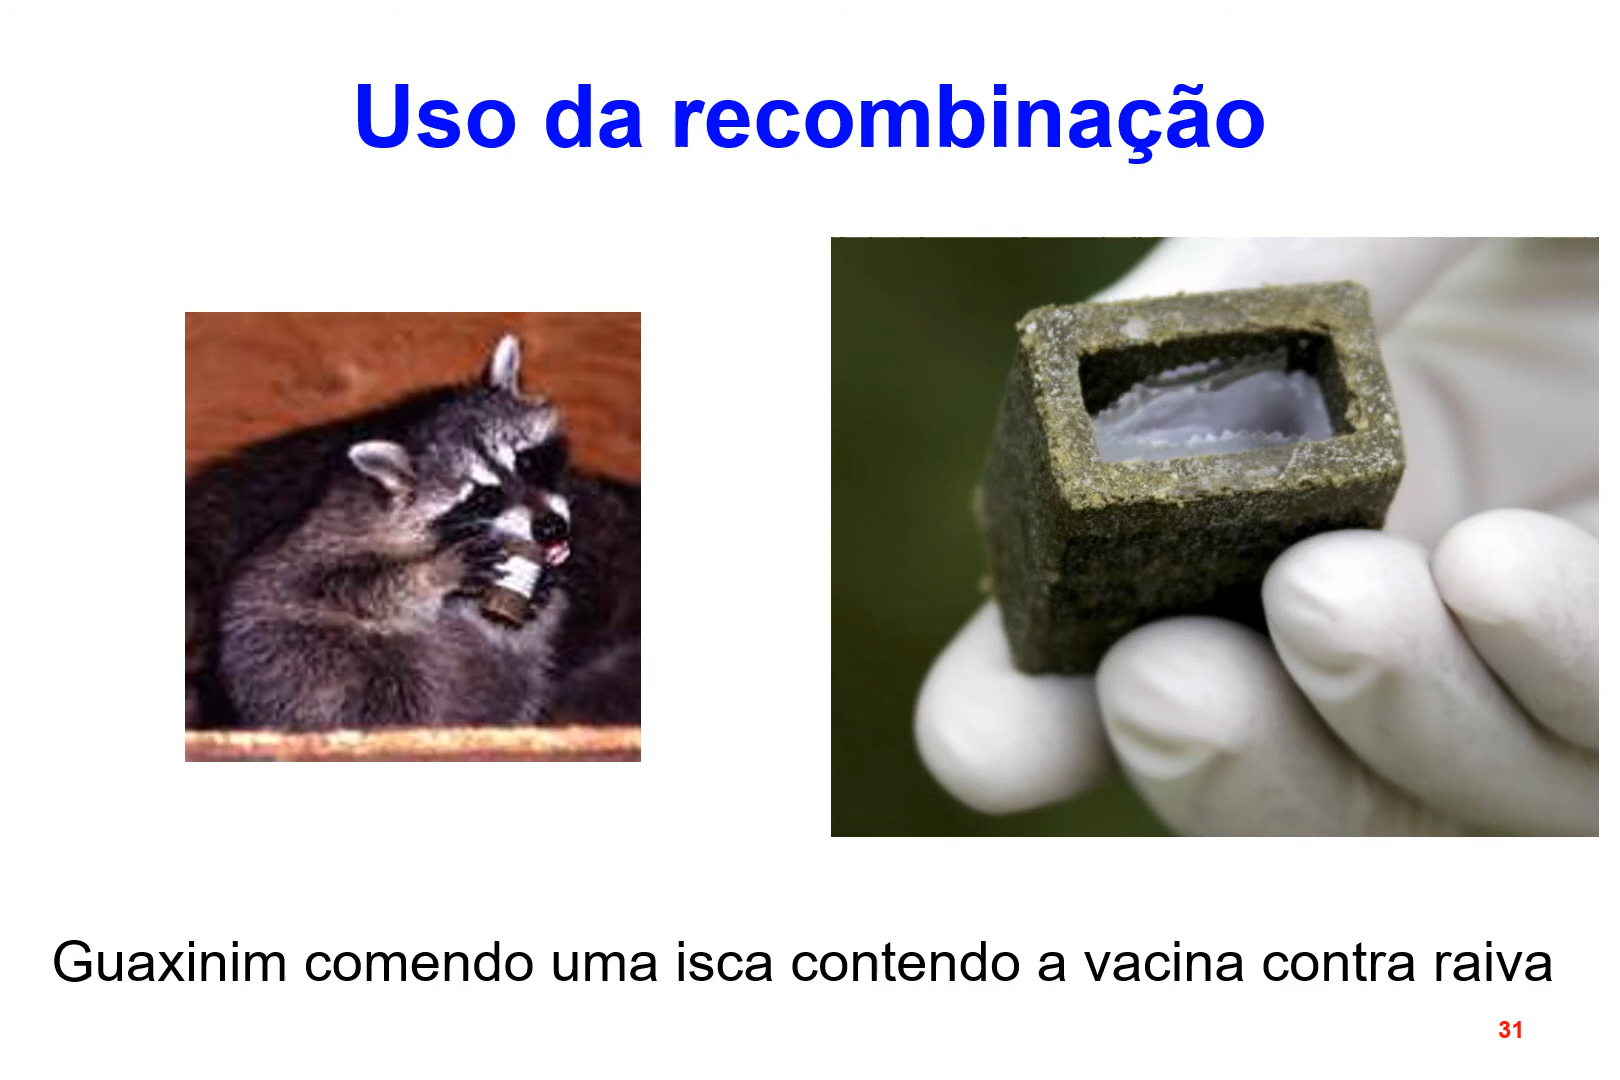 Uso da recombinação
Guaxinim comendo uma isca contendo a vacina contra raiva
31